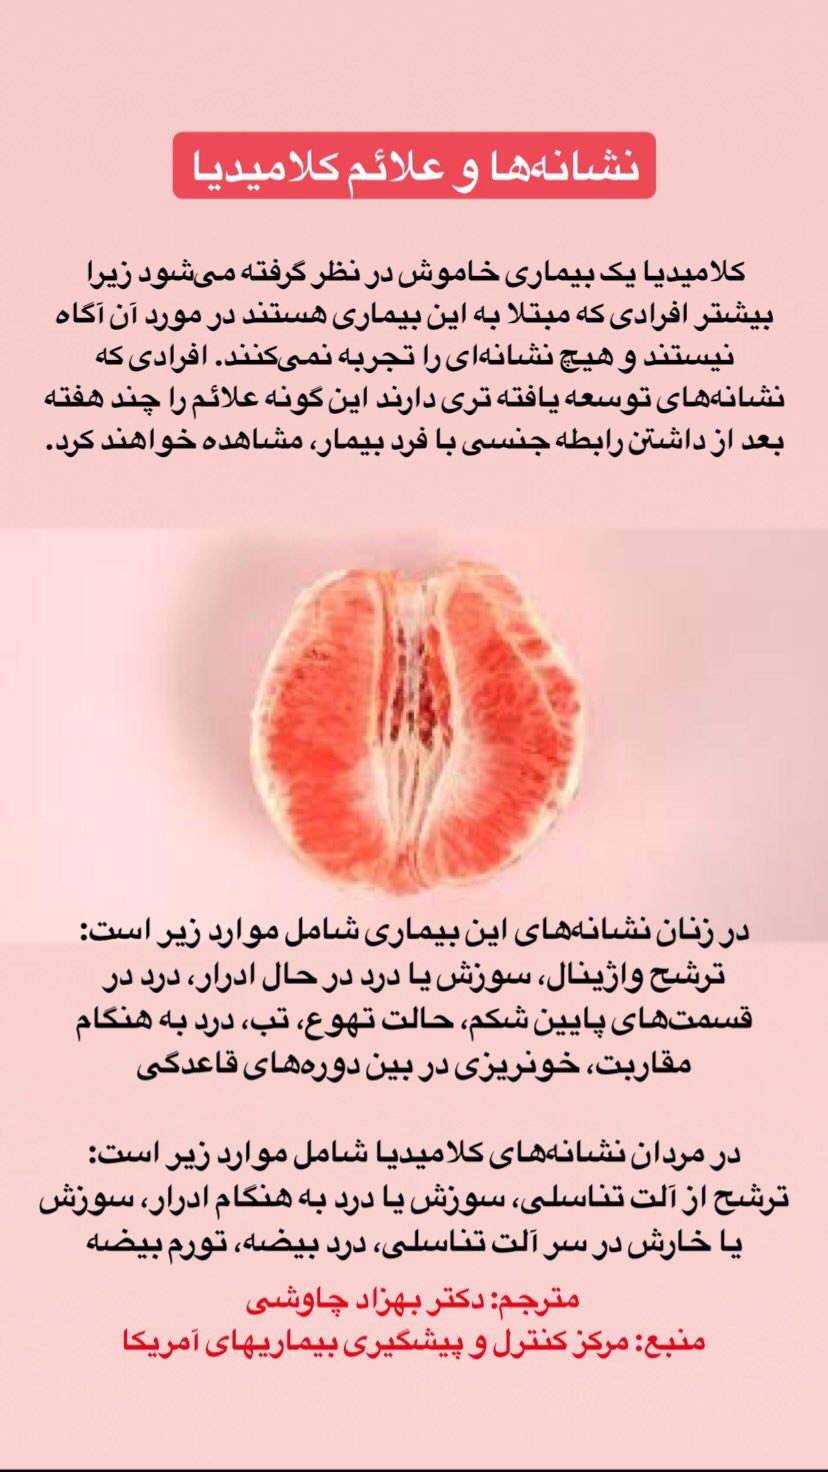 نشانه‌ها و علائم کلامیدیا
کلامیدیا یک بیماری خاموش در نظر گرفته می‌شود زیرا
بیشتر افرادی که مبتلا به این بیماری هستند در مورد آن آگاه
نیستند و هیچ نشانه‌ای را تجربه نمی‌کنند. افرادی که
نشانه‌های توسعه یافته تری دارند این گونه علائم را چند هفته
بعد از داشتن رابطه جنسی با فرد بیمار، مشاهده خواهند کرد.
در زنان نشانه‌های این بیماری شامل موارد زیر است:
ترشح واژینال، سوزش یا درد در حال ادرار، درد در
قسمت‌های پایین شکم، حالت تهوع، تب، درد به هنگام
مقاربت، خونریزی در بین دوره‌های قاعدگی
در مردان نشانه‌های کلامیدیا شامل موارد زیر است:
ترشح از آلت تناسلی، سوزش یا درد به هنگام ادرار، سوزش
یا خارش در سر آلت تناسلی، درد بیضه، تورم بیضه
مترجم: دکتر بهزاد چاوشی
منبع: مرکز کنترل و پیشگیری بیماریهای آمریکا